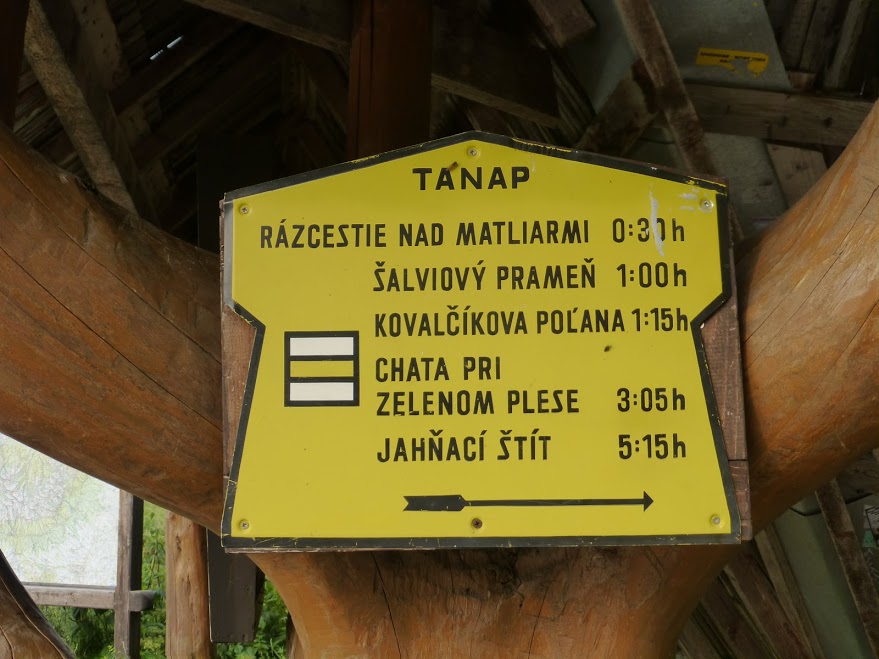 TANAP
RÁZCESTIE NAD MATLIARMI 0:30h
ŠALVIOVÝ PRAMEŇ 1:00h
KOVALČÍKOVA POĽANA 1:15h
CHATA PRI
ZELENOM PLESE 3:05h
JAHŇACÍ ŠTÍT 5:15h